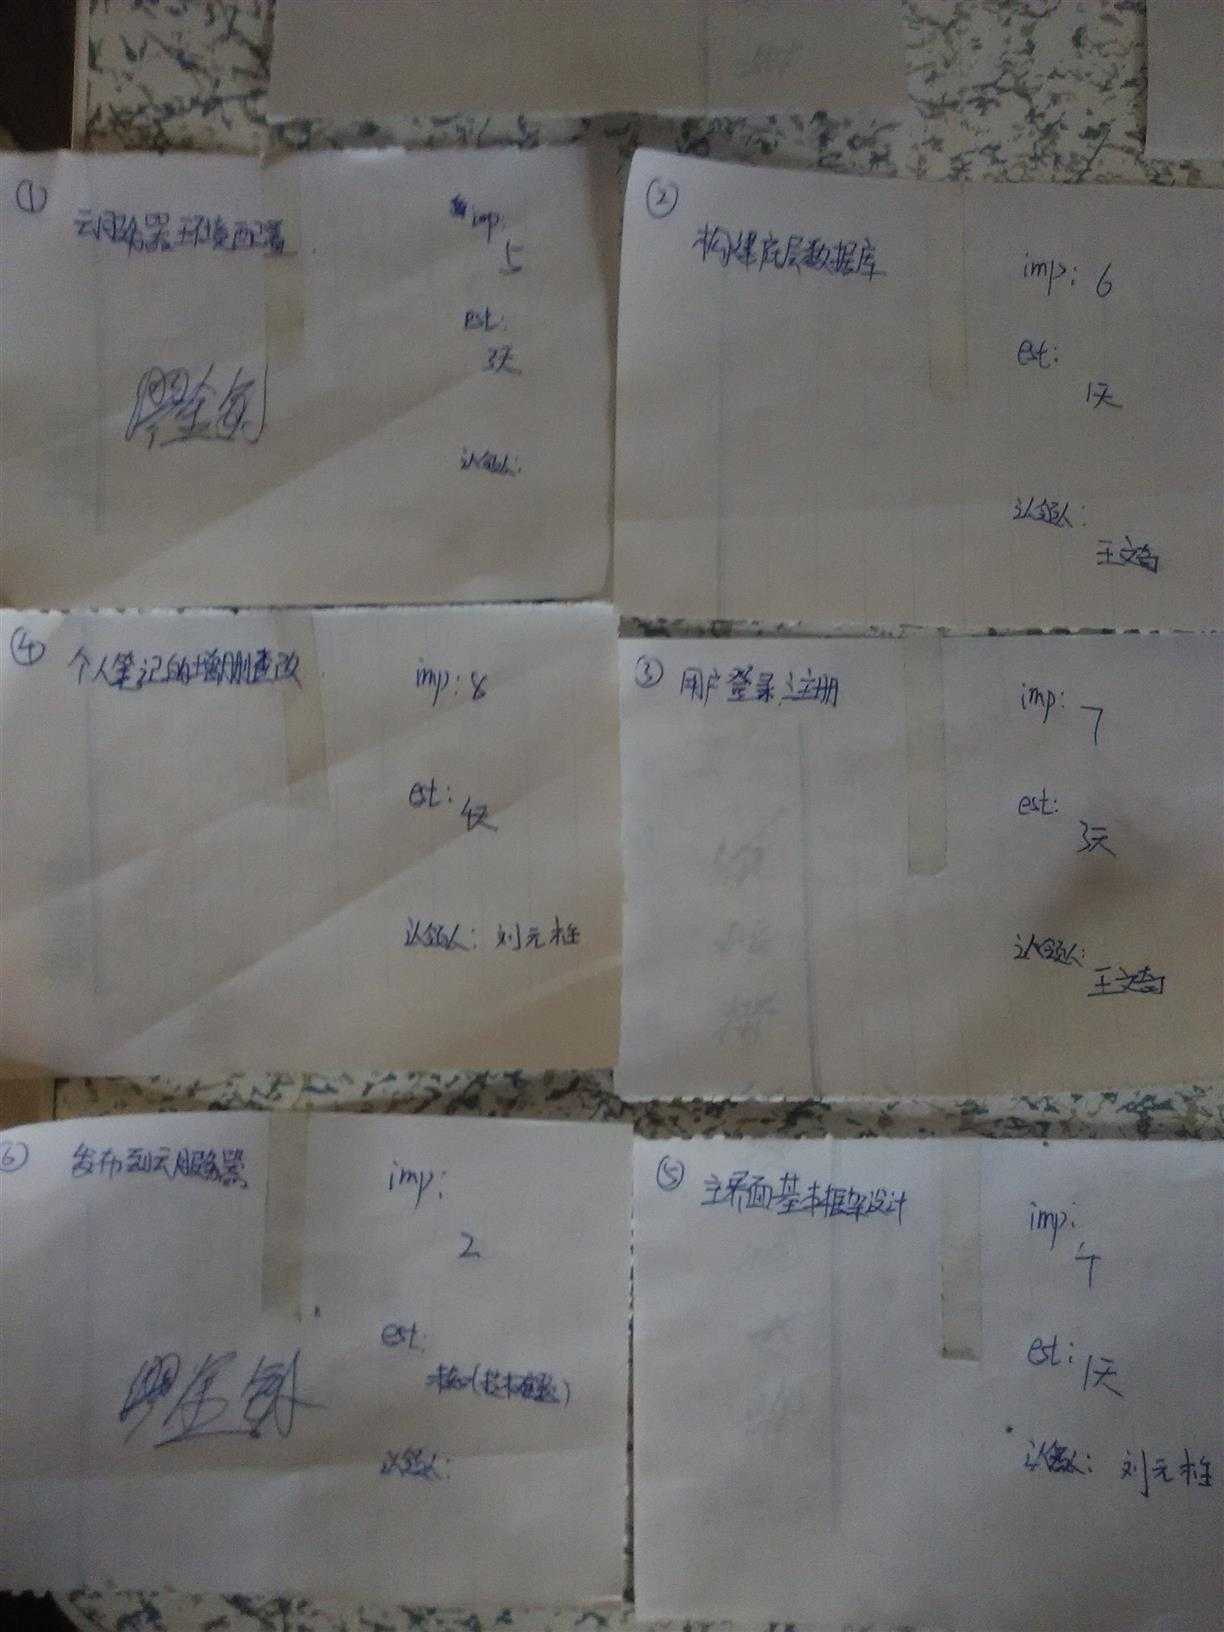 ①
云服务器环境配置
imp:
5
est:
3天
认领人:
②
构建底层数据库
imp: 6
est:
1天
认领人:
王文奇
④
个人笔记的增删查改
imp: 8
est:
4天
认领人: 刘元柱
③
用户登录,注册
imp:
7
est:
3天
认领人:
王文奇
⑥
发布到云服务器
imp:
2
est:
认领人:
⑤
主界面基本框架设计
imp:
4
est:
1天
认领人: 刘元柱